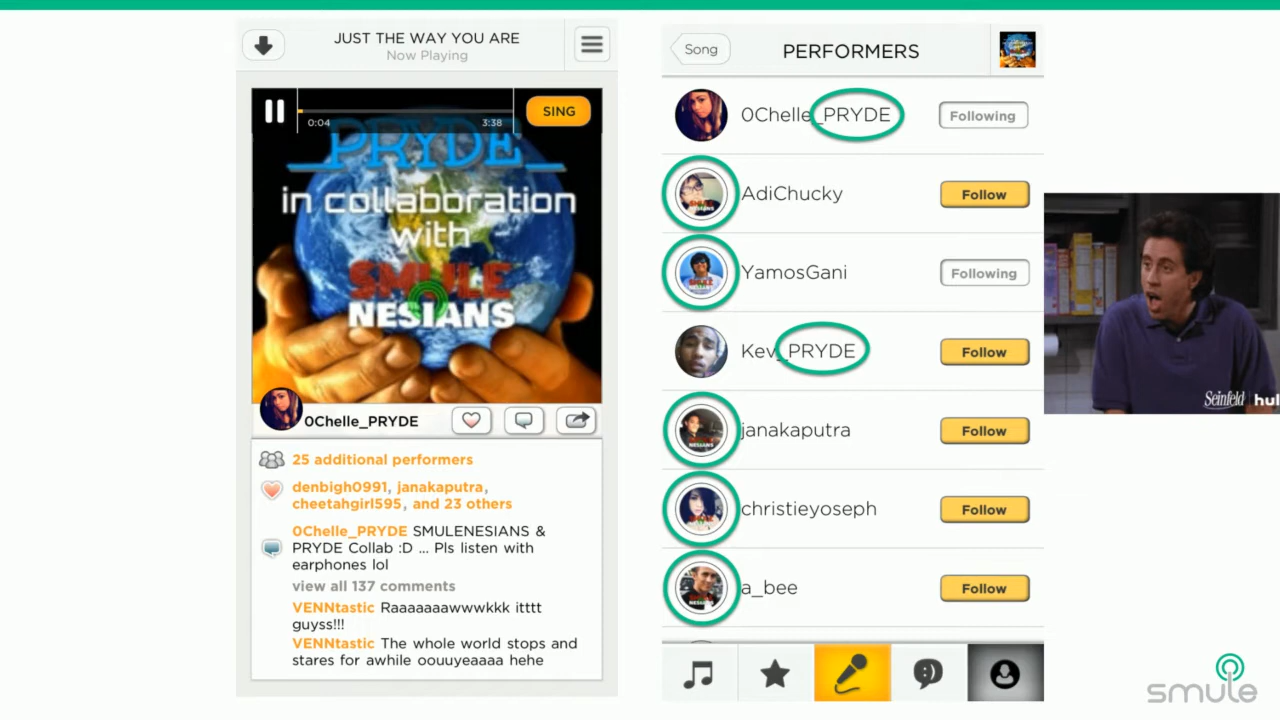 JUST THE WAY YOU ARE
Now Playing
0:04
3:38
SING
_PRYDE_
in collaboration
with
SMULE
NESIANS
0Chelle_PRYDE
25 additional performers
denbigh0991, janakaputra,
cheetahgirl595, and 23 others
0Chelle_PRYDE SMULENESIANS &
PRYDE Collab :D ... Pls listen with
earphones lol
view all 137 comments
VENNtastic Raaaaaaawwwkkk itttt
guyss!!!
VENNtastic The whole world stops and
stares for awhile oouuyeaaaa hehe
Song
PERFORMERS
0Chelle_PRYDE
Following
AdiChucky
Follow
YamosGani
Following
Kev_PRYDE
Follow
janakaputra
Follow
christieyoseph
Follow
a_bee
Follow
Seinfeld hul
smule